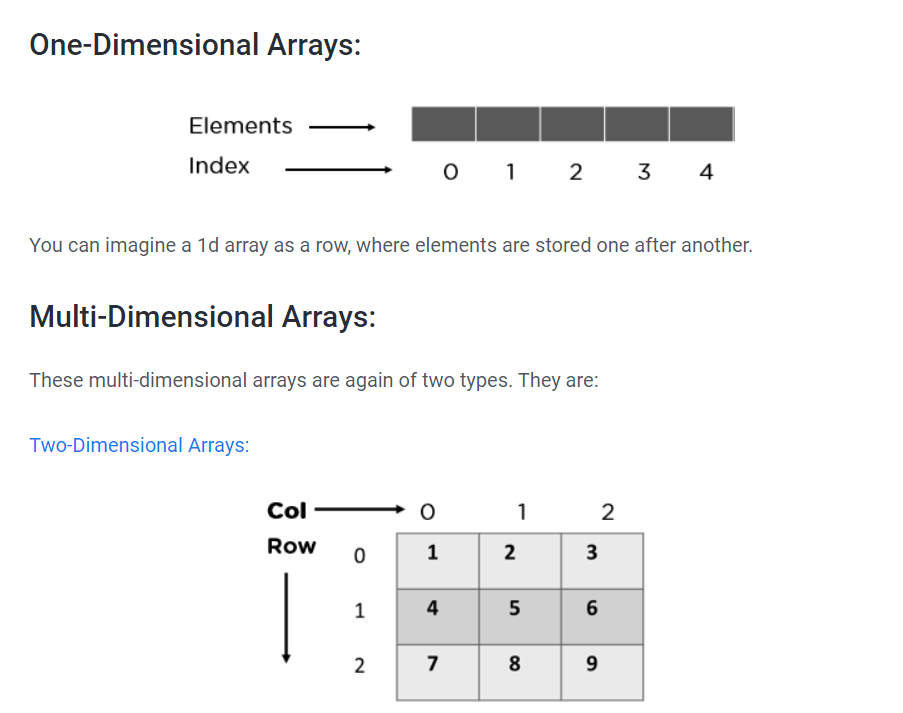 One-Dimensional Arrays:
Elements
Index 0 1 2 3 4
You can imagine a 1d array as a row, where elements are stored one after another.
Multi-Dimensional Arrays:
These multi-dimensional arrays are again of two types. They are:
Two-Dimensional Arrays:
Col 0 1 2
Row 0 1 2 3
1 4 5 6
2 7 8 9